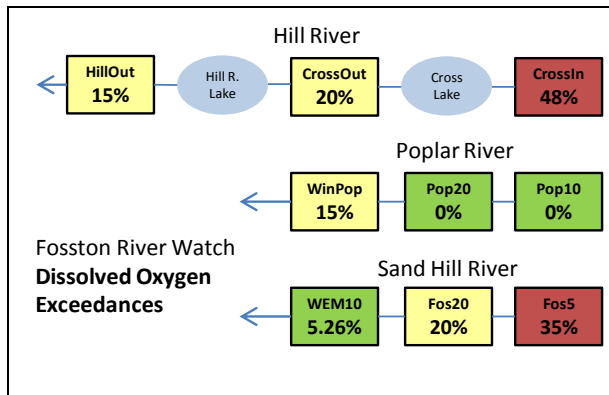 Hill River
HillOut
15%
Hill R.
Lake
CrossOut
20%
Cross
Lake
CrossIn
48%
Poplar River
WinPop
15%
Pop20
0%
Pop10
0%
Fosston River Watch
Dissolved Oxygen
Exceedances
Sand Hill River
WEM10
5.26%
Fos20
20%
Fos5
35%